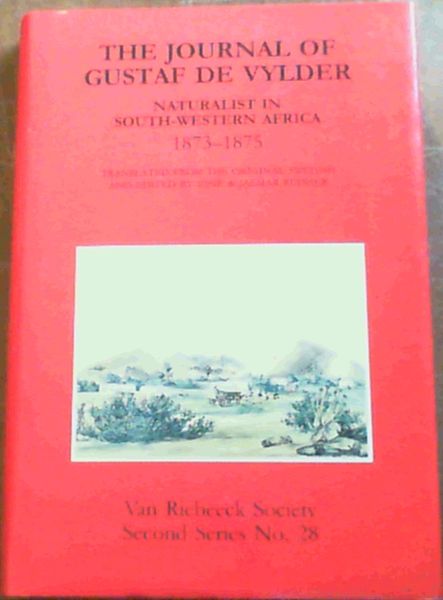 THE JOURNAL OF
GUSTAF DE VYLDER
NATURALIST IN
SOUTH-WESTERN AFRICA
1873–1875
TRANSLATED FROM THE ORIGINAL SWEDISH
AND EDITED BY IONE & JALMAR RUDNER
Van Riebeeck Society
Second Series No. 28